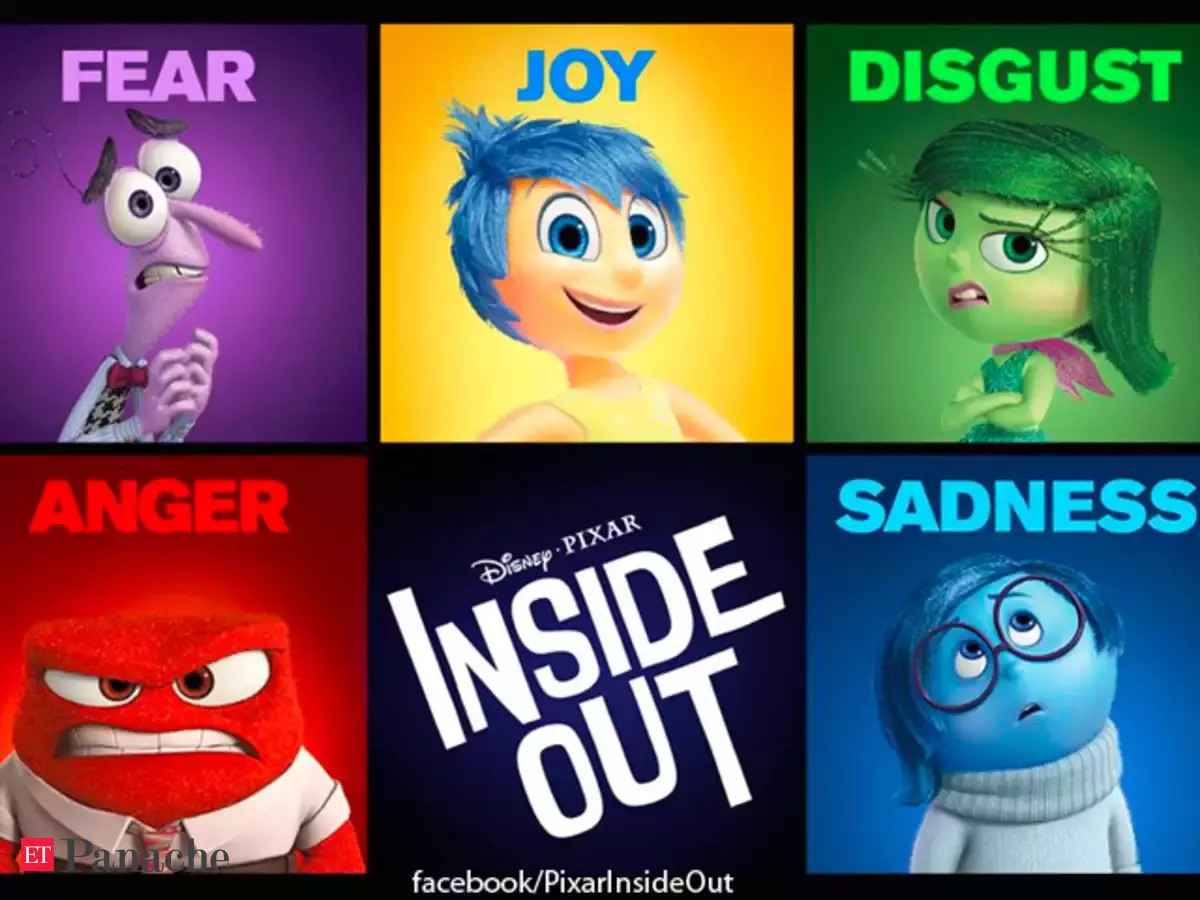 FEAR
JOY
DISGUST
ANGER
DISNEY · PIXAR
INSIDE
OUT
SADNESS
ET Panache
facebook/PixarInsideOut